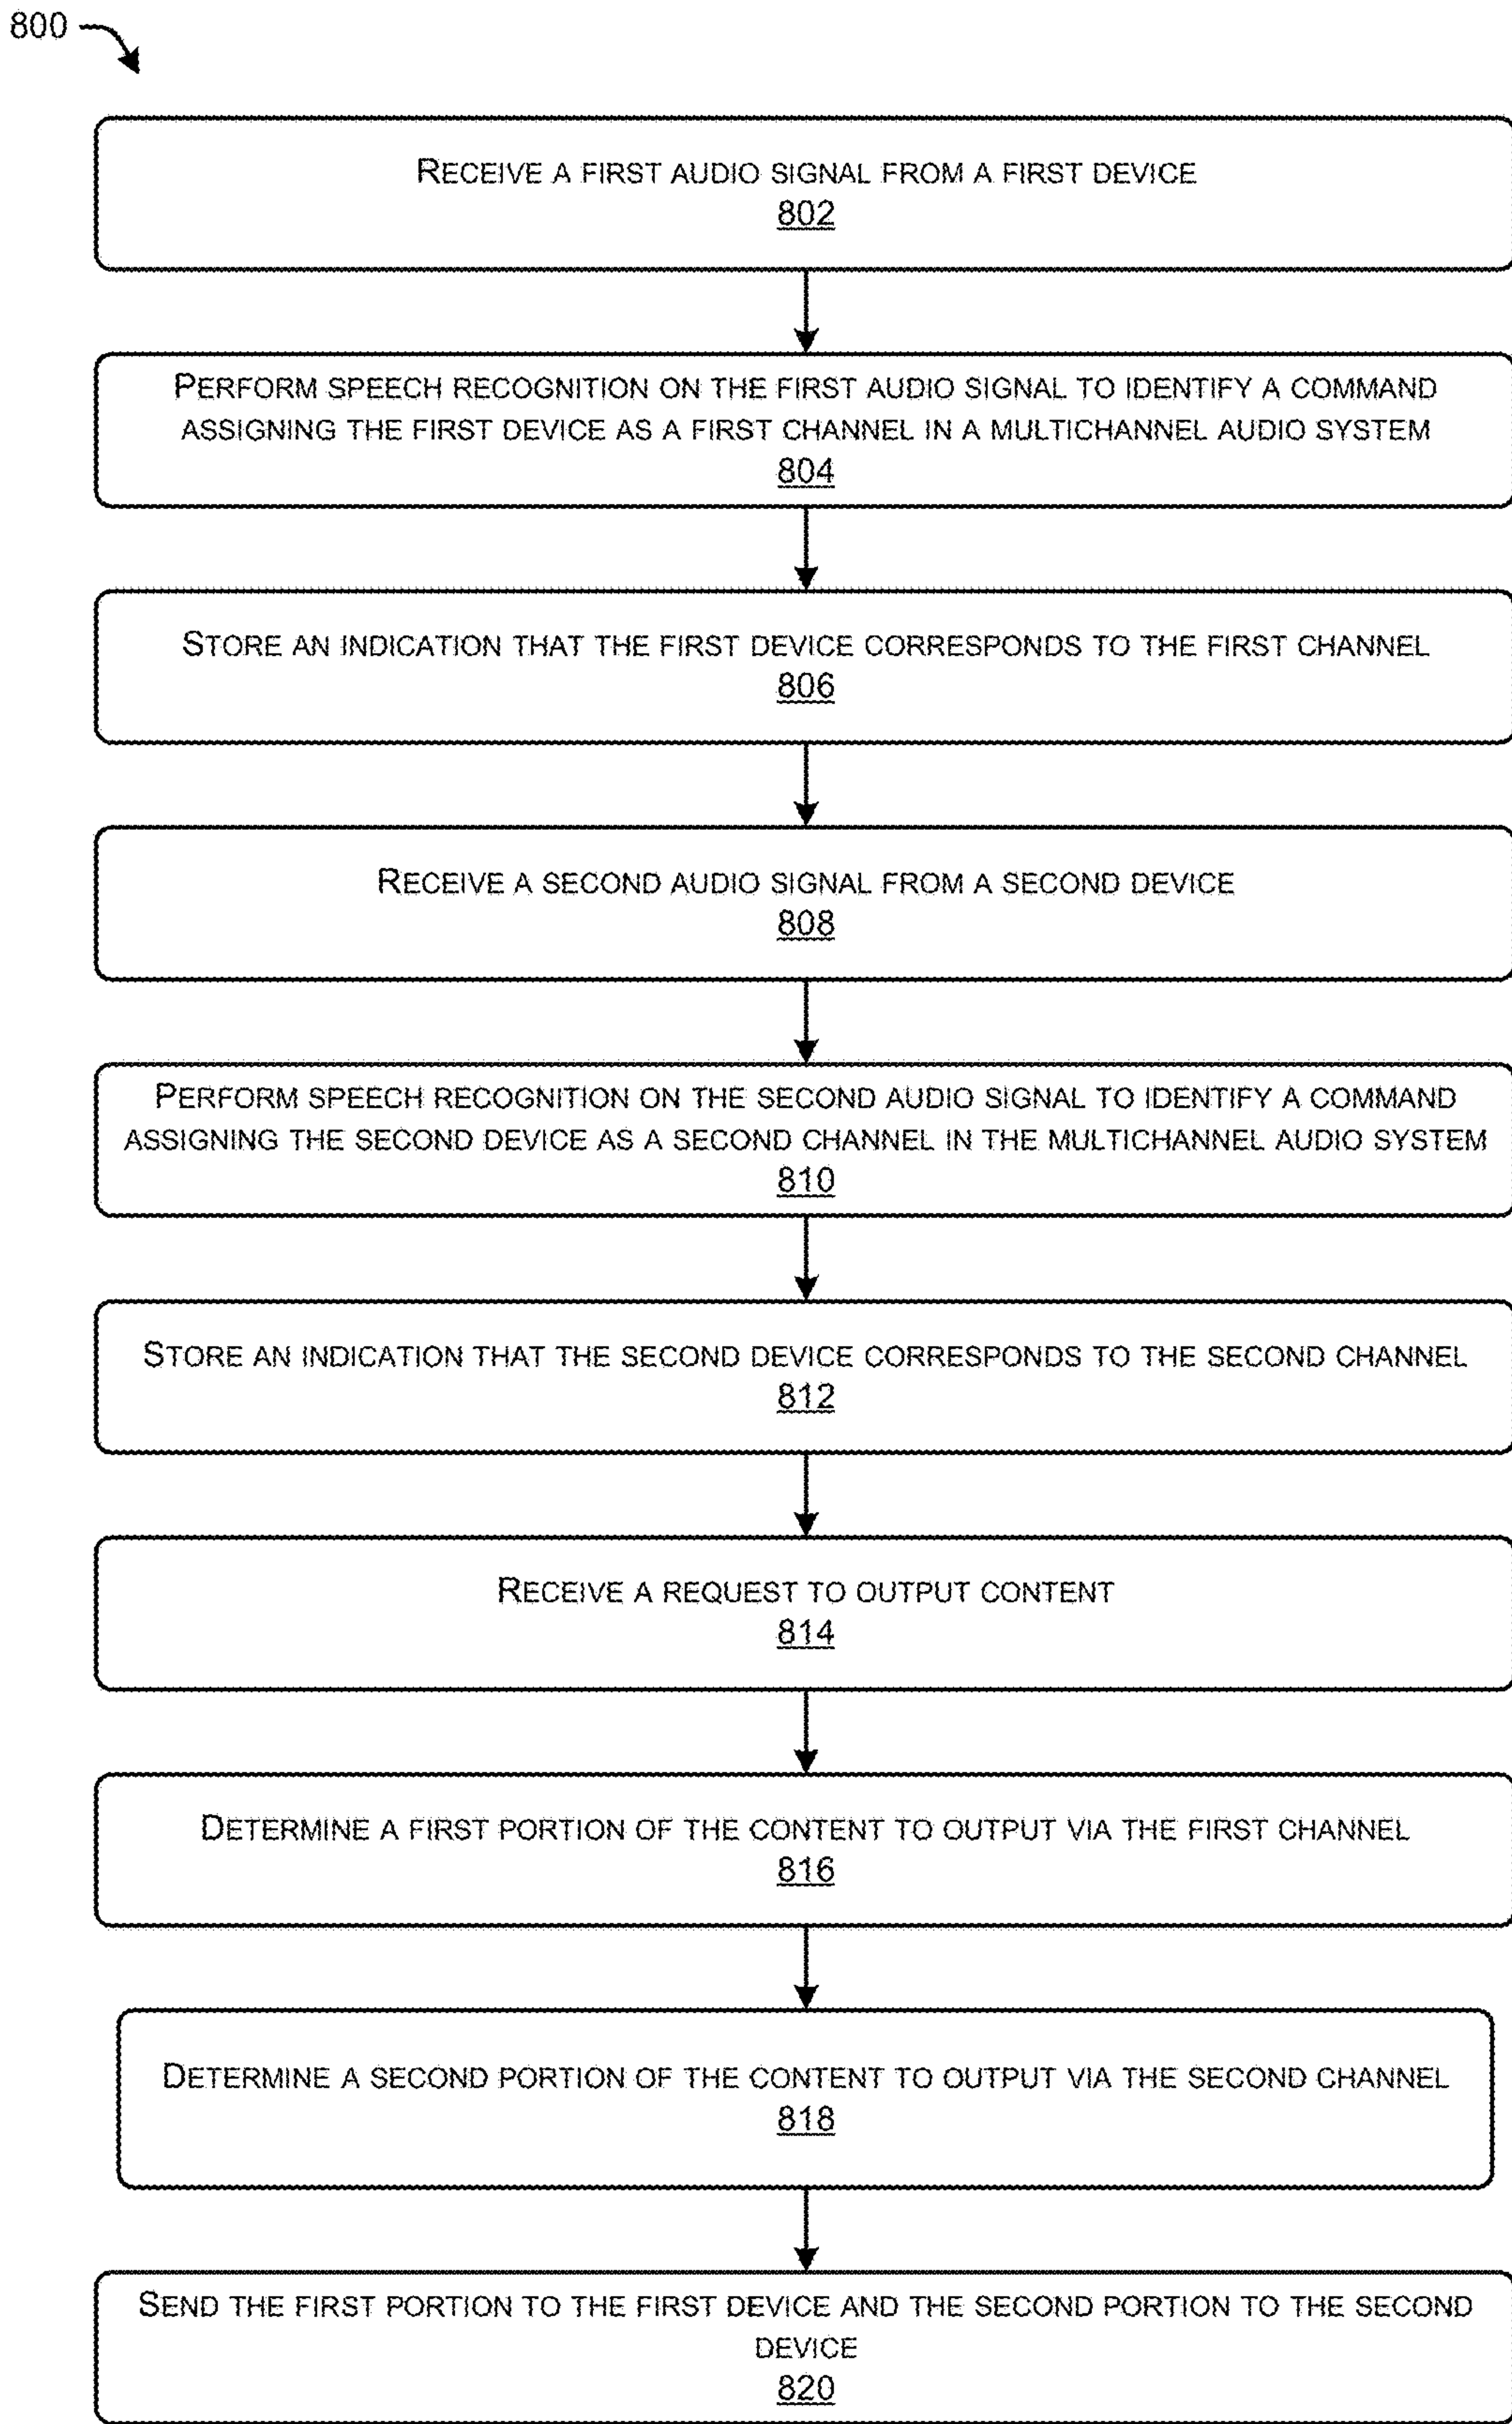 800
RECEIVE A FIRST AUDIO SIGNAL FROM A FIRST DEVICE
802
PERFORM SPEECH RECOGNITION ON THE FIRST AUDIO SIGNAL TO IDENTIFY A COMMAND
ASSIGNING THE FIRST DEVICE AS A FIRST CHANNEL IN A MULTICHANNEL AUDIO SYSTEM
804
STORE AN INDICATION THAT THE FIRST DEVICE CORRESPONDS TO THE FIRST CHANNEL
806
RECEIVE A SECOND AUDIO SIGNAL FROM A SECOND DEVICE
808
PERFORM SPEECH RECOGNITION ON THE SECOND AUDIO SIGNAL TO IDENTIFY A COMMAND
ASSIGNING THE SECOND DEVICE AS A SECOND CHANNEL IN THE MULTICHANNEL AUDIO SYSTEM
810
STORE AN INDICATION THAT THE SECOND DEVICE CORRESPONDS TO THE SECOND CHANNEL
812
RECEIVE A REQUEST TO OUTPUT CONTENT
814
DETERMINE A FIRST PORTION OF THE CONTENT TO OUTPUT VIA THE FIRST CHANNEL
816
DETERMINE A SECOND PORTION OF THE CONTENT TO OUTPUT VIA THE SECOND CHANNEL
818
SEND THE FIRST PORTION TO THE FIRST DEVICE AND THE SECOND PORTION TO THE SECOND
DEVICE
820